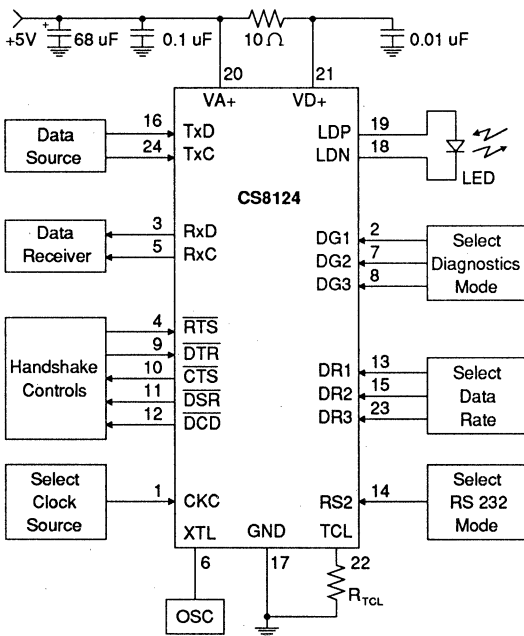 +5V
+
68 uF
0.1 uF
10 Ω
0.01 uF
20
21
VA+
VD+
Data
Source
16
24
TxD
TxC
LDP
LDN
19
18
LED
CS8124
Data
Receiver
3
5
RxD
RxC
DG1
DG2
DG3
2
7
8
Select
Diagnostics
Mode
Handshake
Controls
4
9
10
11
12
RTS
DTR
CTS
DSR
DCD
DR1
DR2
DR3
13
15
23
Select
Data
Rate
Select
Clock
Source
1
CKC
RS2
14
Select
RS 232
Mode
XTL
GND
TCL
6
17
22
RTCL
OSC